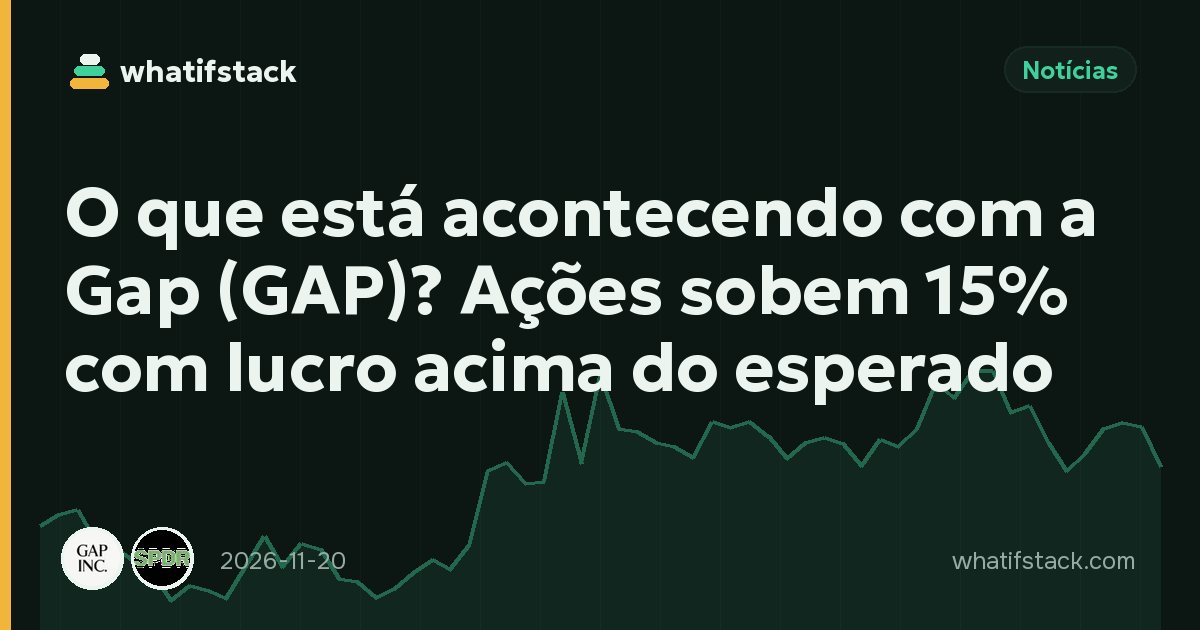 whatifstack
Notícias
O que está acontecendo com a
Gap (GAP)? Ações sobem 15%
com lucro acima do esperado
GAP
INC.
SPDR
2026-11-20
whatifstack.com